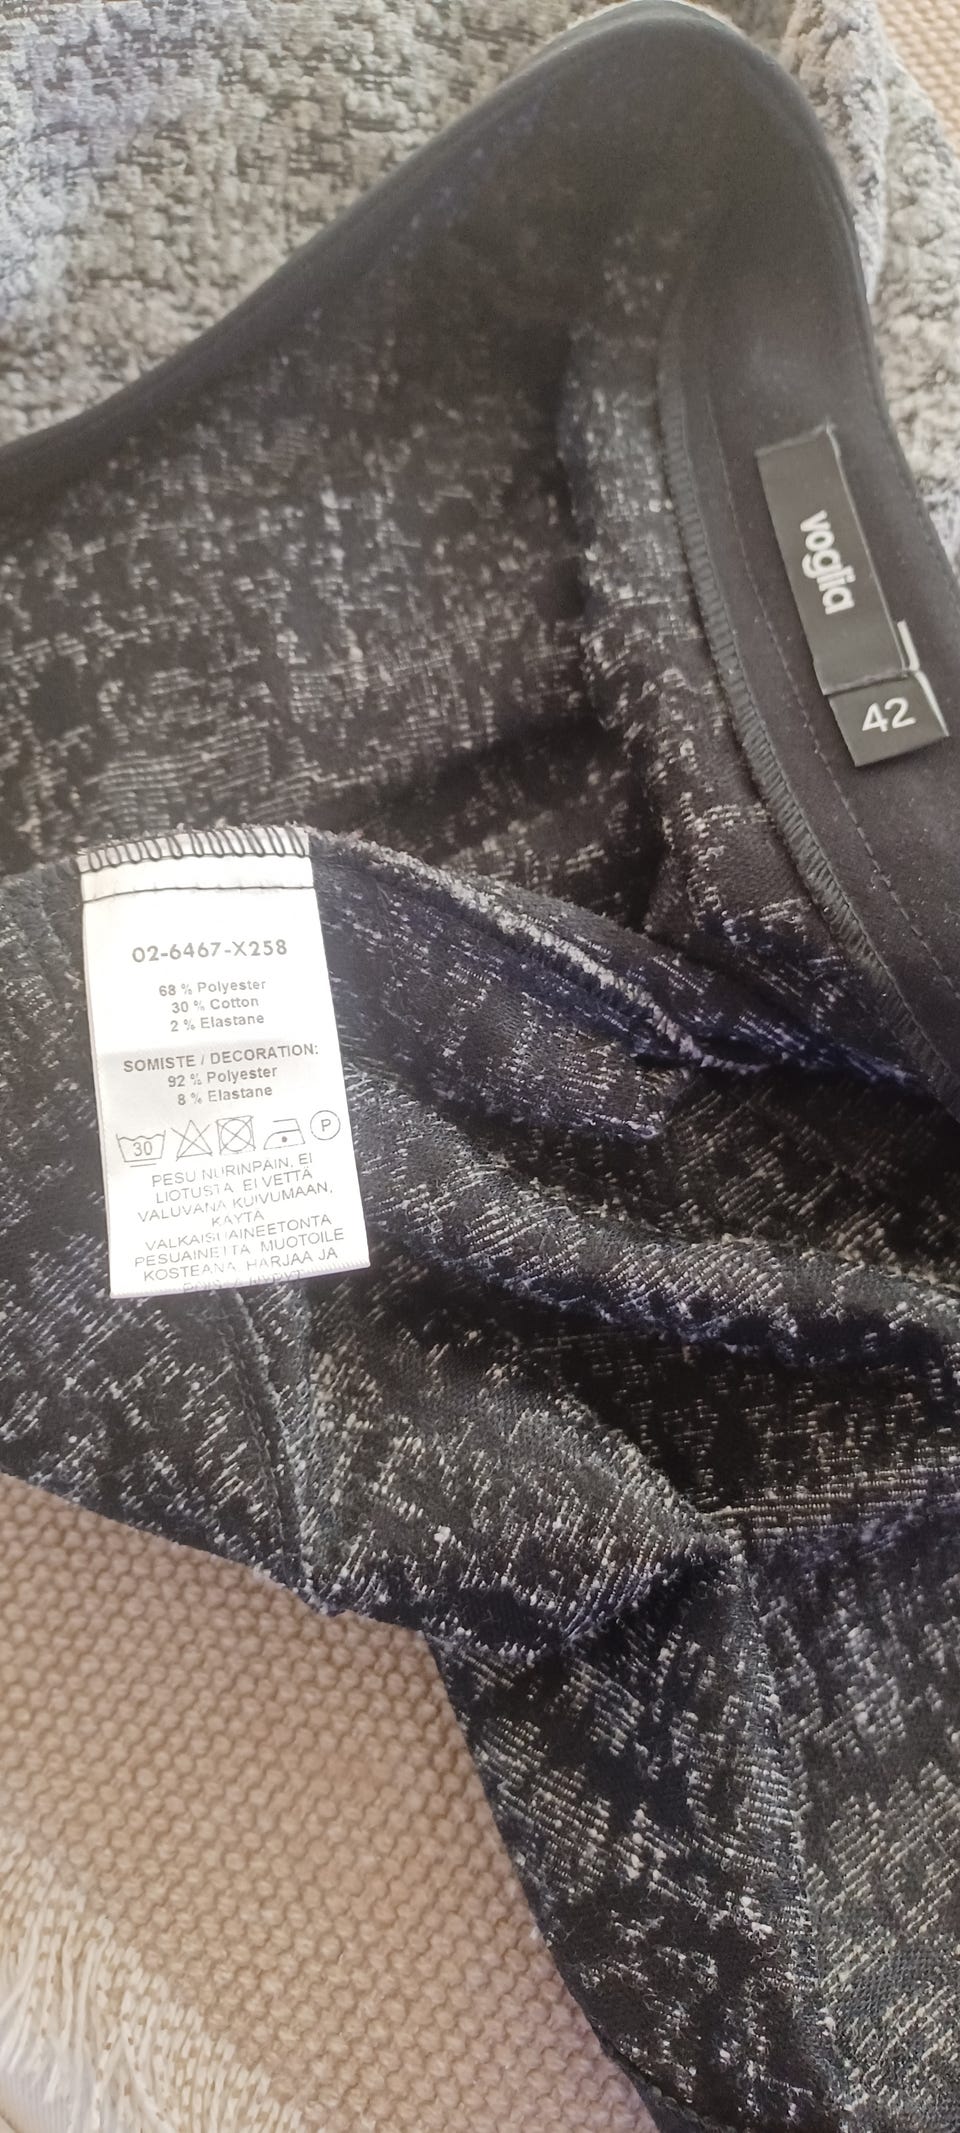 voglia
42
02-6467-X258
68 % Polyester
30 % Cotton
2 % Elastane
SOMISTE / DECORATION:
92 % Polyester
8 % Elastane
30
P
PESU NURINPAIN. EI
LIOTUSTA. EI VETTÄ
VALUVANA KUIVUMAAN,
KÄYTÄ
VALKAISUAINEETONTA
PESUAINETTA. MUOTOILE
KOSTEANA. HARJAA JA